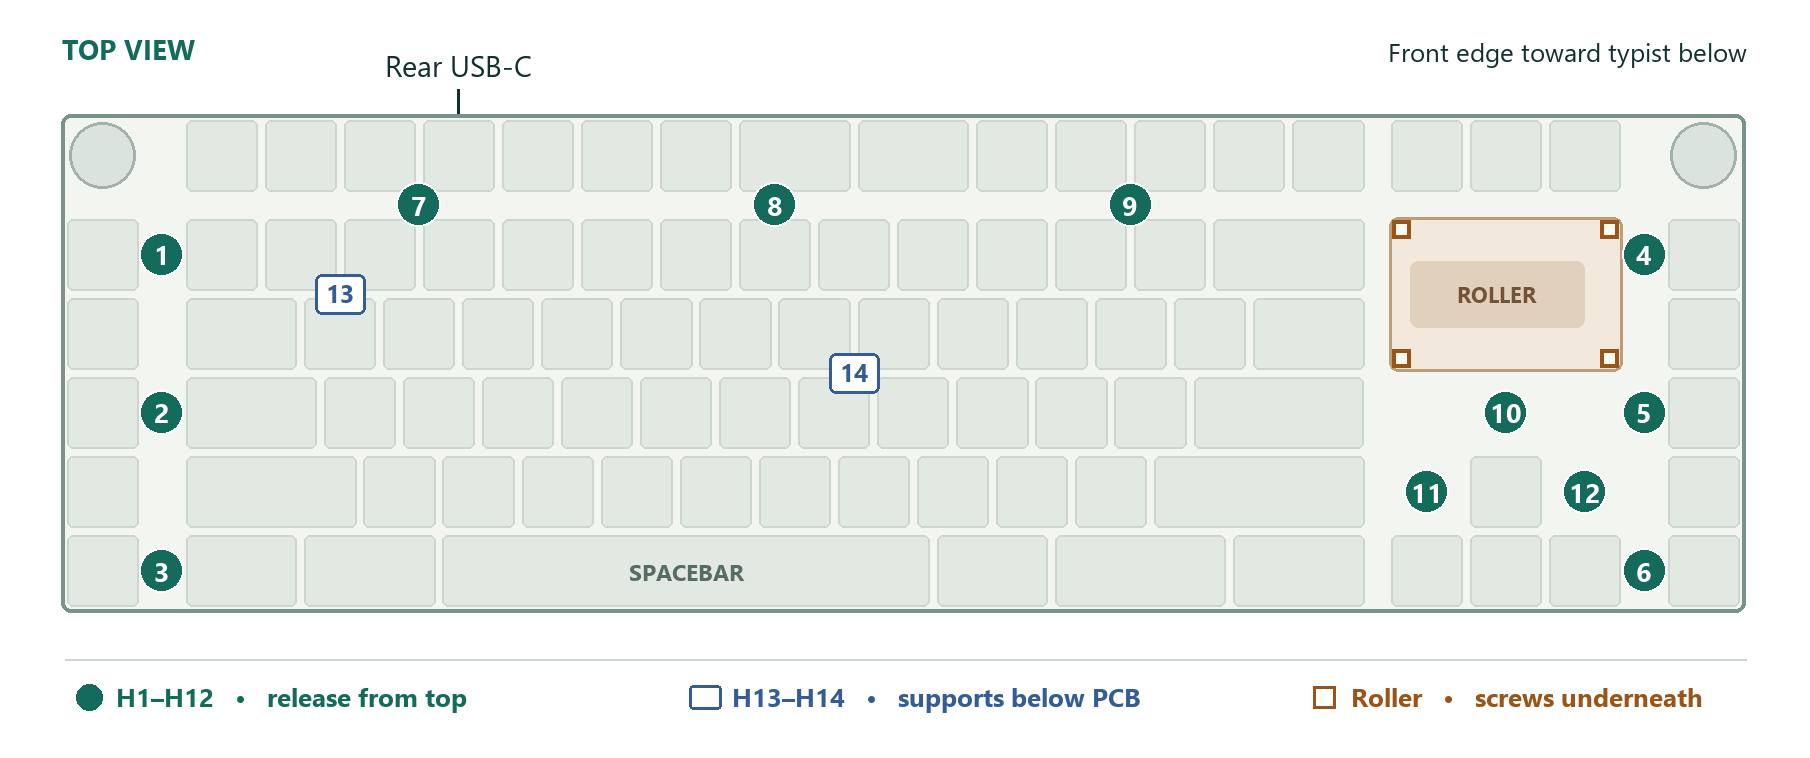 TOP VIEW
Rear USB-C
Front edge toward typist below
7
8
9
1
4
13
ROLLER
14
2
10
5
11
12
3
SPACEBAR
6
H1–H12 • release from top
H13–H14 • supports below PCB
Roller • screws underneath